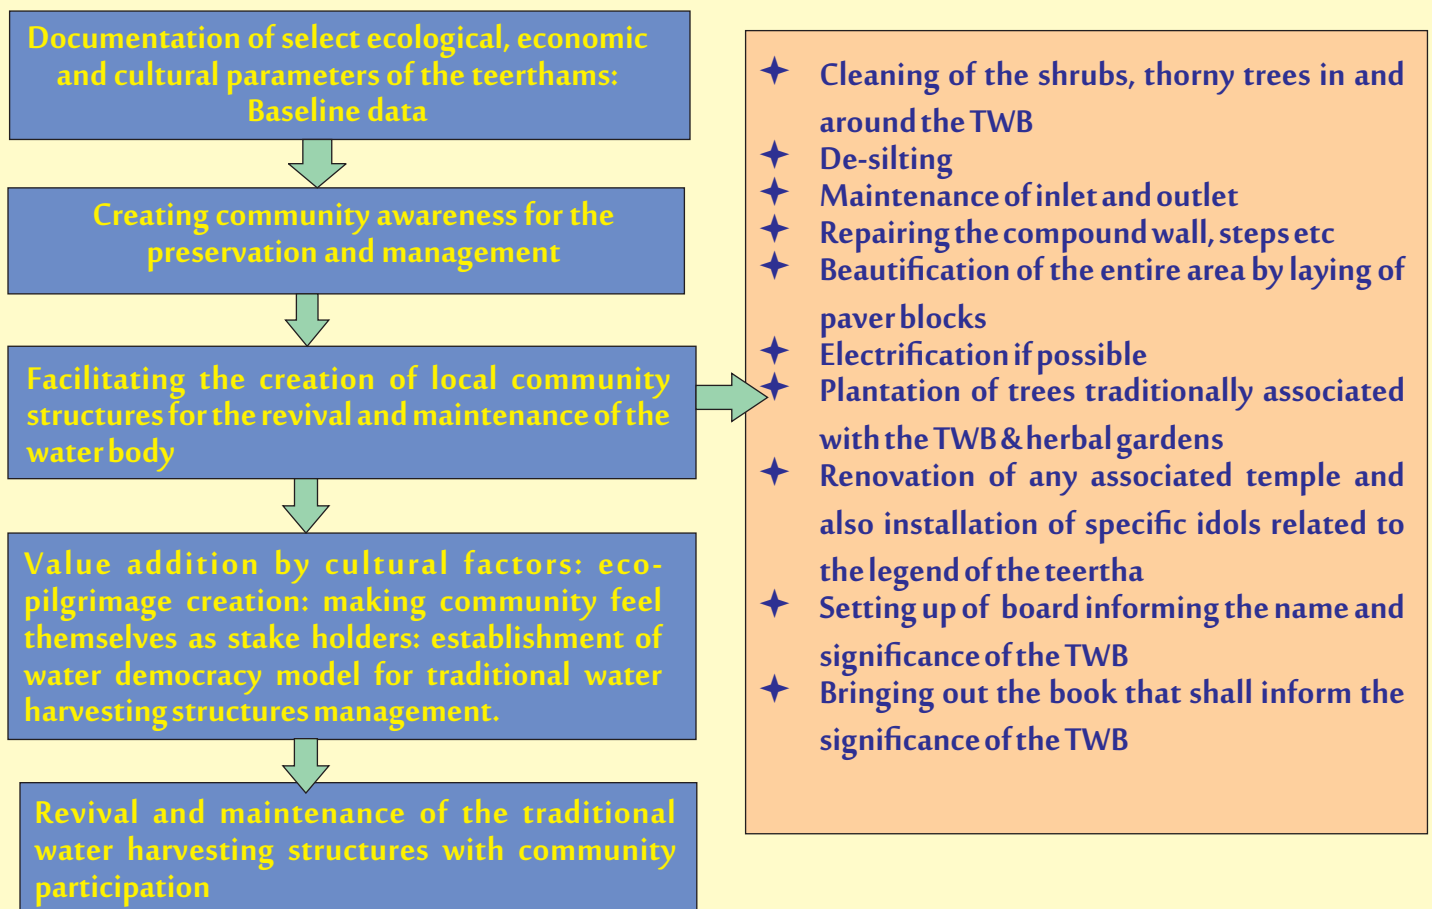 Documentation of select ecological, economic
and cultural parameters of the teerthams:
Baseline data
Creating community awareness for the
preservation and management
Facilitating the creation of local community
structures for the revival and maintenance of the
water body
Value addition by cultural factors: eco-
pilgrimage creation: making community feel
themselves as stake holders: establishment of
water democracy model for traditional water
harvesting structures management.
Revival and maintenance of the traditional
water harvesting structures with community
participation
Cleaning of the shrubs, thorny trees in and
around the TWB
De-silting
Maintenance of inlet and outlet
Repairing the compound wall, steps etc
Beautification of the entire area by laying of
paver blocks
Electrification if possible
Plantation of trees traditionally associated
with the TWB & herbal gardens
Renovation of any associated temple and
also installation of specific idols related to
the legend of the teertha
Setting up of board informing the name and
significance of the TWB
Bringing out the book that shall inform the
significance of the TWB